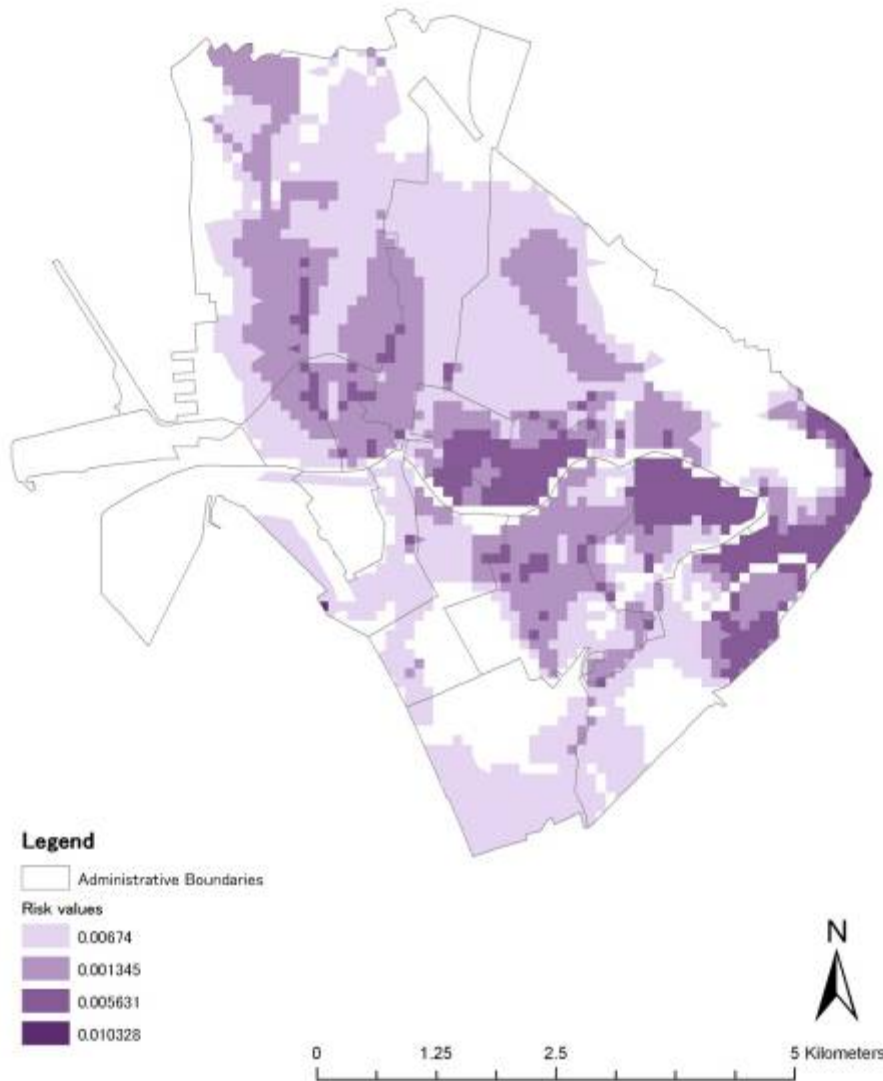 Legend
Administrative Boundaries
Risk values
0.00674
0.001345
0.005631
0.010328
N
0 1.25 2.5 5 Kilometers